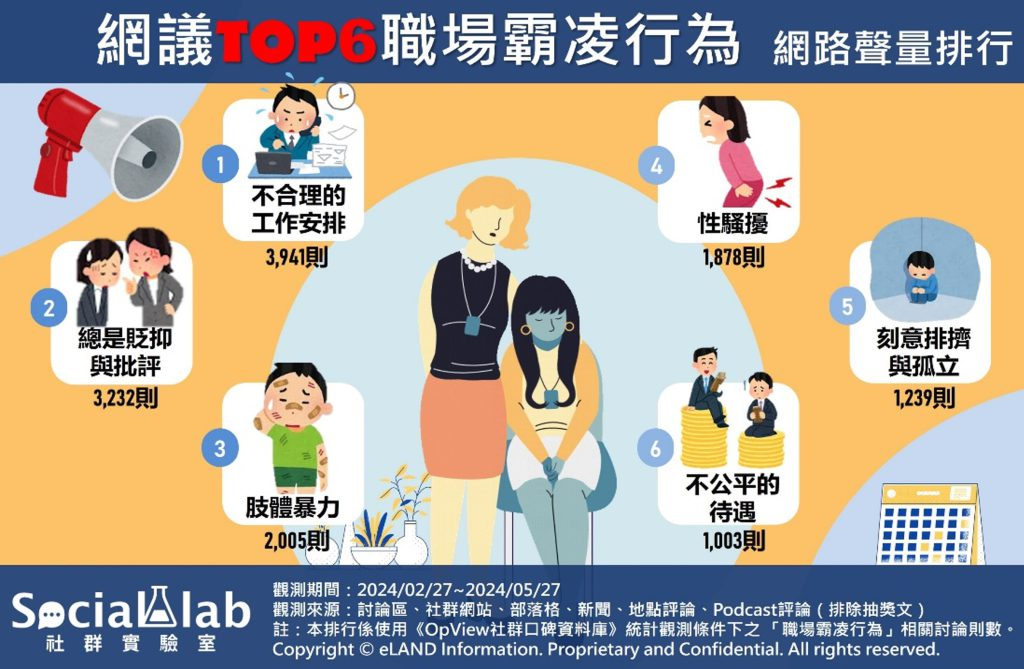 網議TOP6職場霸凌行為 網路聲量排行
1
不合理的
工作安排
3,941則
2
總是貶抑
與批評
3,232則
3
肢體暴力
2,005則
4
性騷擾
1,878則
5
刻意排擠
與孤立
1,239則
6
不公平的
待遇
1,003則
Social lab
社群實驗室
觀測期間：2024/02/27~2024/05/27
觀測來源：討論區、社群網站、部落格、新聞、地點評論、Podcast評論（排除抽獎文）
註：本排行係使用《OpView社群口碑資料庫》統計觀測條件下之「職場霸凌行為」相關討論則數。
Copyright © eLAND Information. Proprietary and Confidential. All rights reserved.